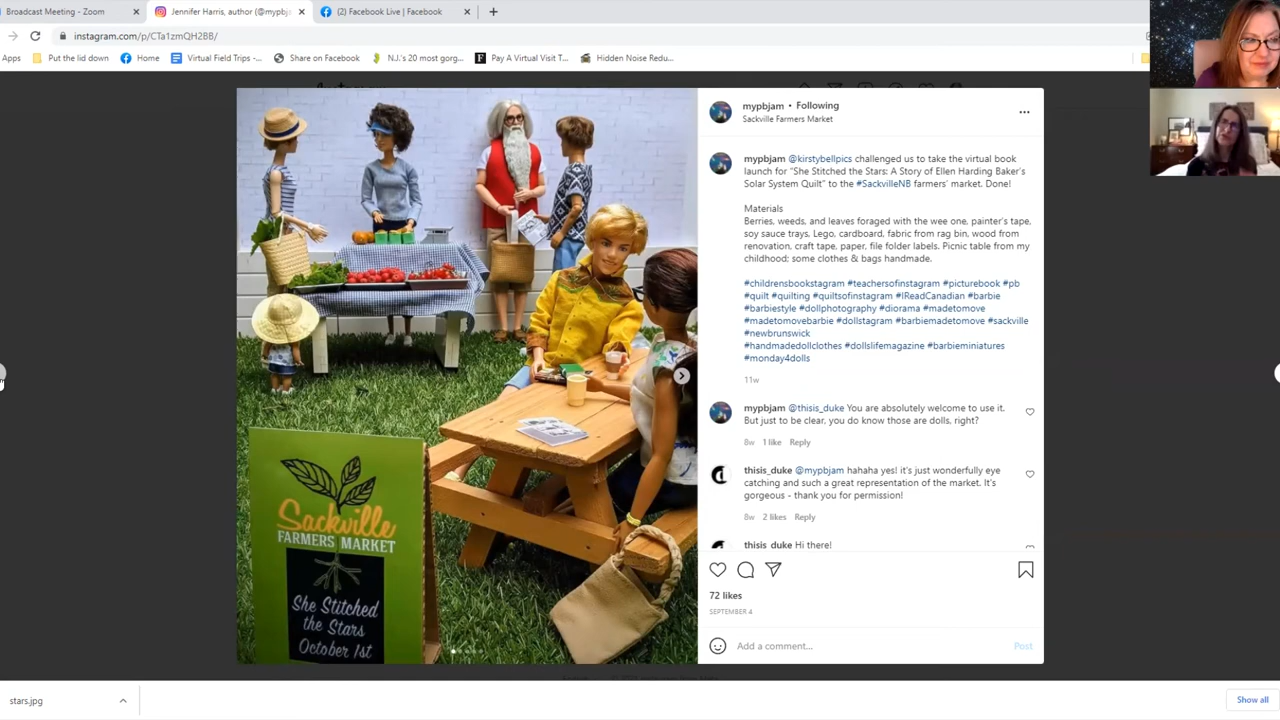 Broadcast Meeting - Zoom
Jennifer Harris, author (@mypbj
(2) Facebook Live | Facebook
instagram.com/p/CTa1zmQH2BB/
Apps
Put the lid down
Home
Virtual Field Trips -...
Share on Facebook
N.J.'s 20 most gorg...
Pay A Virtual Visit T...
Hidden Noise Redu...
mypbjam • Following
Sackville Farmers Market
mypbjam @kirstybellpics challenged us to take the virtual book
launch for "She Stitched the Stars: A Story of Ellen Harding Baker's
Solar System Quilt" to the #SackvilleNB farmers' market. Done!
Materials
Berries, weeds, and leaves foraged with the wee one, painter's tape,
soy sauce trays, Lego, cardboard, fabric from rag bin, wood from
renovation, craft tape, paper, file folder labels. Picnic table from my
childhood; some clothes & bags handmade.
#childrensbookstagram #teachersofinstagram #picturebook #pb
#quilt #quilting #quiltsofinstagram #IReadCanadian #barbie
#barbiestyle #dollphotography #diorama #madetomove
#madetomovebarbie #dollstagram #barbiemadetomove #sackville
#newbrunswick
#handmadedollclothes #dollslifemagazine #barbieminiatures
#monday4dolls
11w
mypbjam @thisis_duke You are absolutely welcome to use it.
But just to be clear, you do know those are dolls, right?
8w 1 like Reply
thisis_duke @mypbjam hahaha yes! it's just wonderfully eye
catching and such a great representation of the market. It's
gorgeous - thank you for permission!
8w 2 likes Reply
thisis_duke Hi there!
72 likes
SEPTEMBER 4
Add a comment...
Post
Sackville
FARMERS MARKET
She Stitched
the Stars
October 1st
stars.jpg
Show all